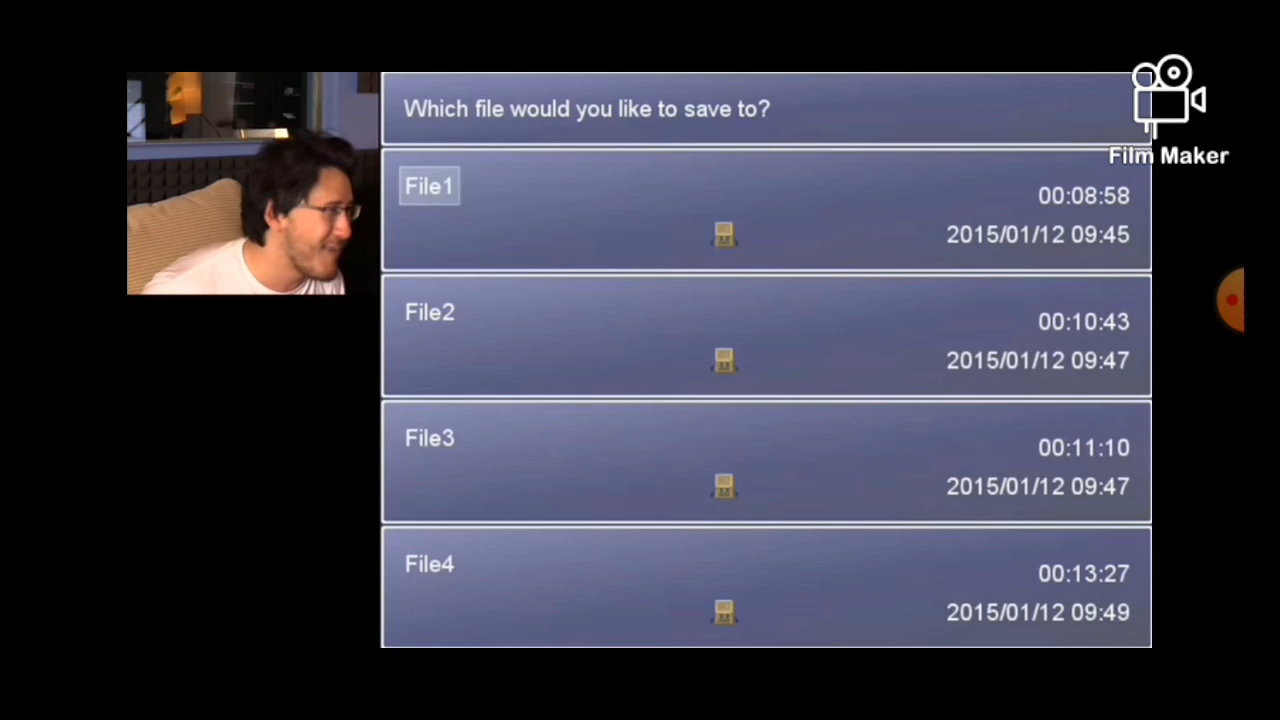 Which file would you like to save to?
Film Maker
File1
00:08:58
2015/01/12 09:45
File2
00:10:43
2015/01/12 09:47
File3
00:11:10
2015/01/12 09:47
File4
00:13:27
2015/01/12 09:49